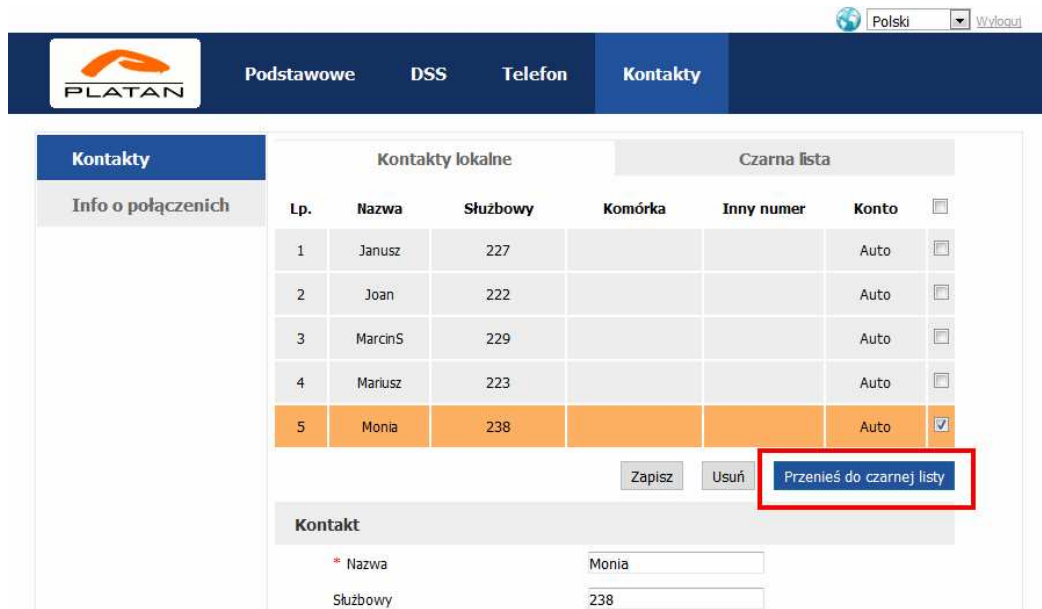 Polski Wyloguj
PLATAN
Podstawowe DSS Telefon Kontakty
Kontakty Kontakty lokalne Czarna lista
Info o połączenich Lp. Nazwa Służbowy Komórka Inny numer Konto
1 Janusz 227 Auto
2 Joan 222 Auto
3 MarcinS 229 Auto
4 Mariusz 223 Auto
5 Monia 238 Auto
Zapisz Usuń Przenieś do czarnej listy
Kontakt
* Nazwa Monia
Służbowy 238